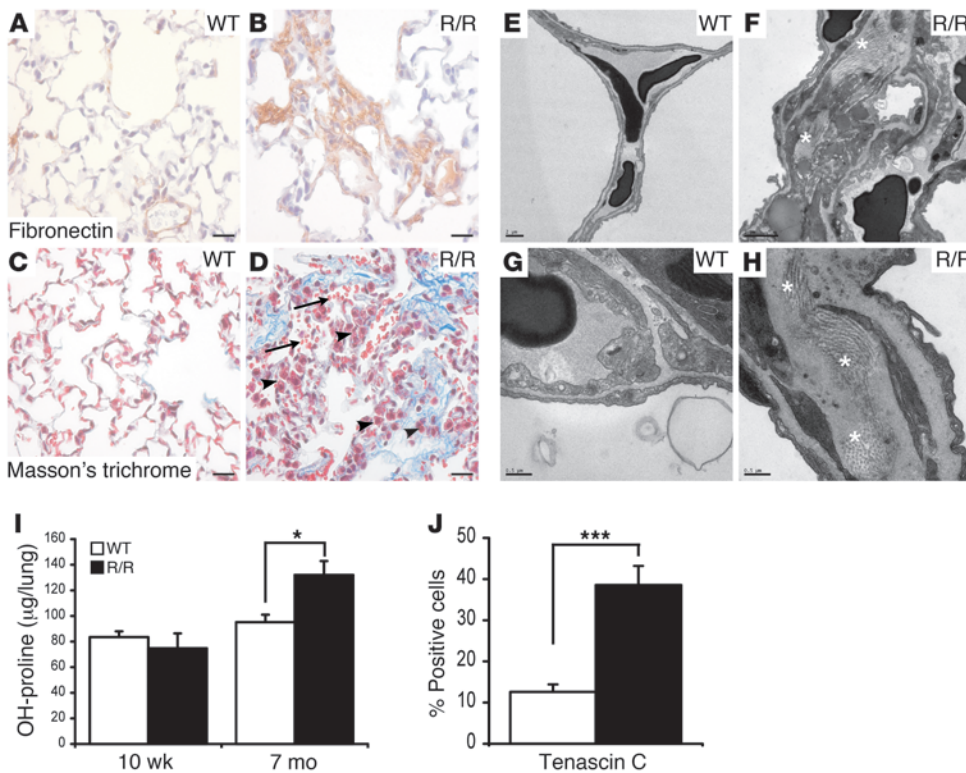 A WT
B R/R
Fibronectin
C WT
D R/R
Masson's trichrome
E WT
F R/R
G WT
H R/R
* * * * *
I
OH-proline (µg/lung)
160
140
120
100
80
60
40
20
0
WT
R/R
*
10 wk 7 mo
J
% Positive cells
50
40
30
20
10
0
***
Tenascin C